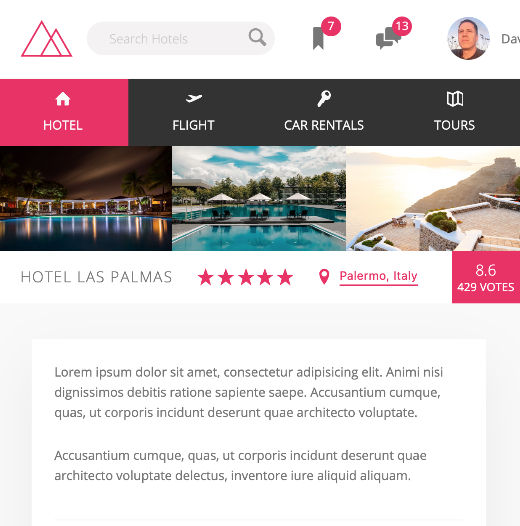 Search Hotels
7
13
Dav
HOTEL
FLIGHT
CAR RENTALS
TOURS
HOTEL LAS PALMAS
Palermo, Italy
8.6
429 VOTES
Lorem ipsum dolor sit amet, consectetur adipisicing elit. Animi nisi
dignissimos debitis ratione sapiente saepe. Accusantium cumque,
quas, ut corporis incidunt deserunt quae architecto voluptate.
Accusantium cumque, quas, ut corporis incidunt deserunt quae
architecto voluptate delectus, inventore iure aliquid aliquam.